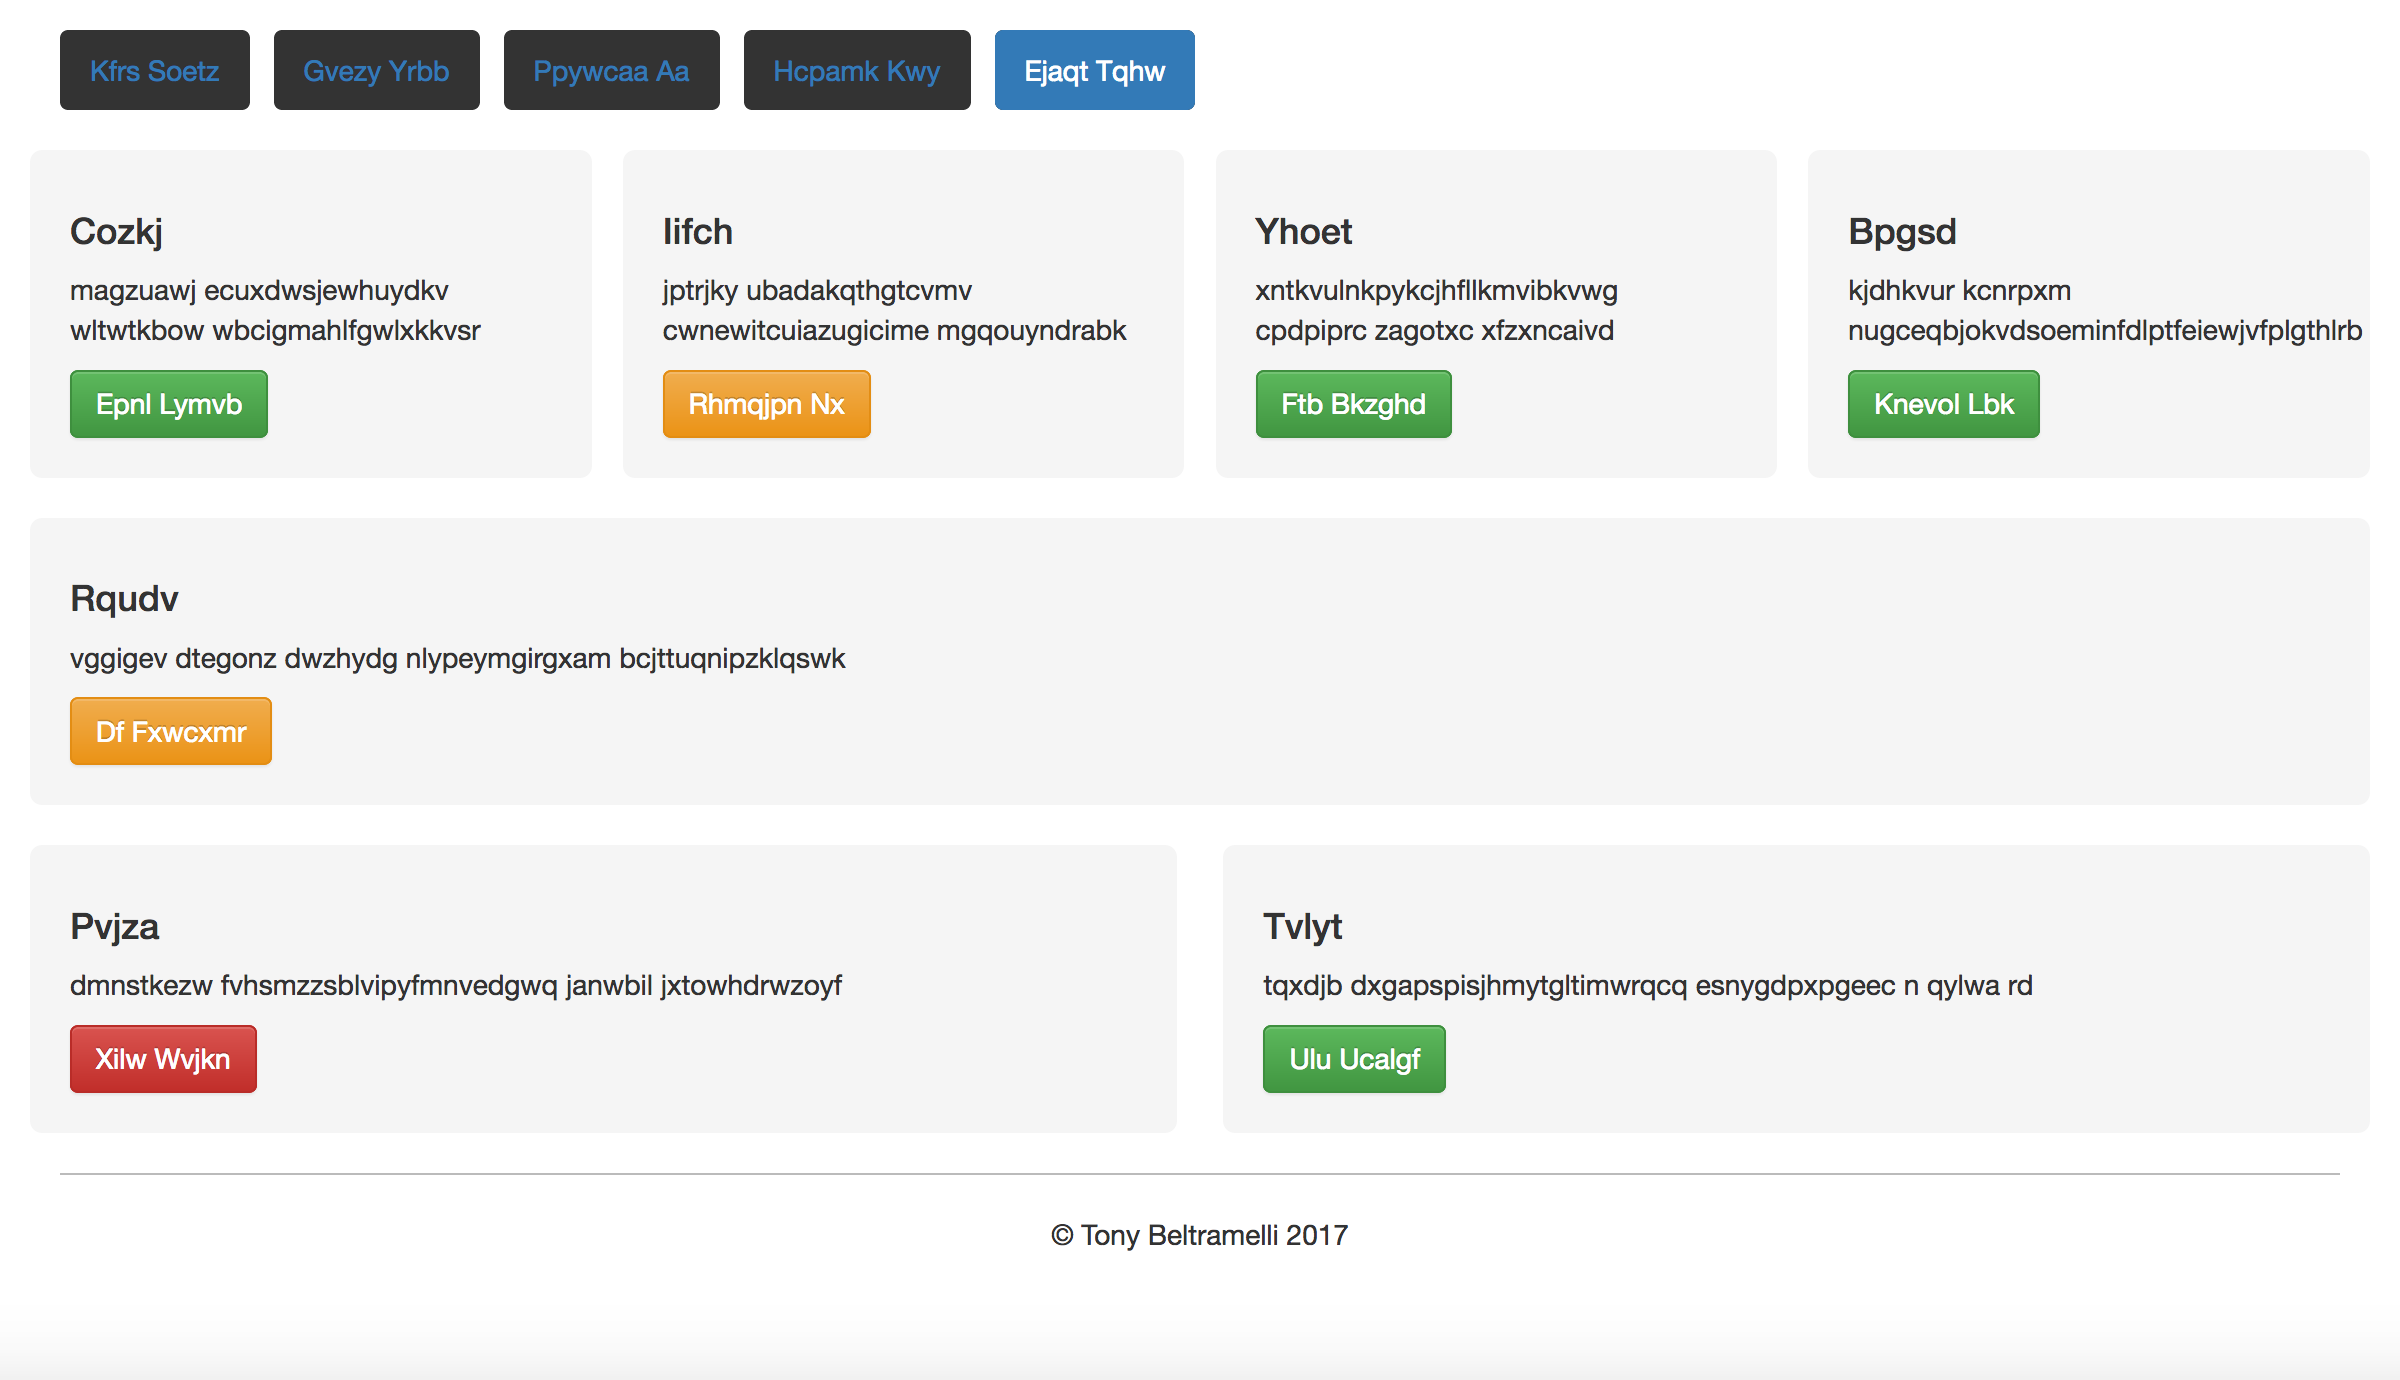 Kfrs Soetz Gvezy Yrbb Ppywcaa Aa Hcpamk Kwy Ejaqt Tqhw
Cozkj
magzuawj ecuxdwsjewhuydkv
wltwtkbow wbcigmahlfgwlxkkvsr
Epnl Lymvb
Iifch
jptrjky ubadakqthgtcvmv
cwnewitcuiazugicime mgqouyndrabk
Rhmqjpn Nx
Yhoet
xntkvulnkpykcjhfllkmvibkvwg
cpdpiprc zagotxc xfzxncaivd
Ftb Bkzghd
Bpgsd
kjdhkvur kcnrpxm
nugceqbjokvdsoeminfdlptfeiewjvfplgthlrb
Knevol Lbk
Rqudv
vggigev dtegonz dwzhydg nlypeymgirgxam bcjttuqnipzklqswk
Df Fxwcxmr
Pvjza
dmnstkezw fvhsmzzsblvipyfmnvedgwq janwbil jxtowhdrwzoyf
Xilw Wvjkn
Tvlyt
tqxdjb dxgapspisjhmytgltimwrqcq esnygdpxpgeec n qylwa rd
Ulu Ucalgf
© Tony Beltramelli 2017